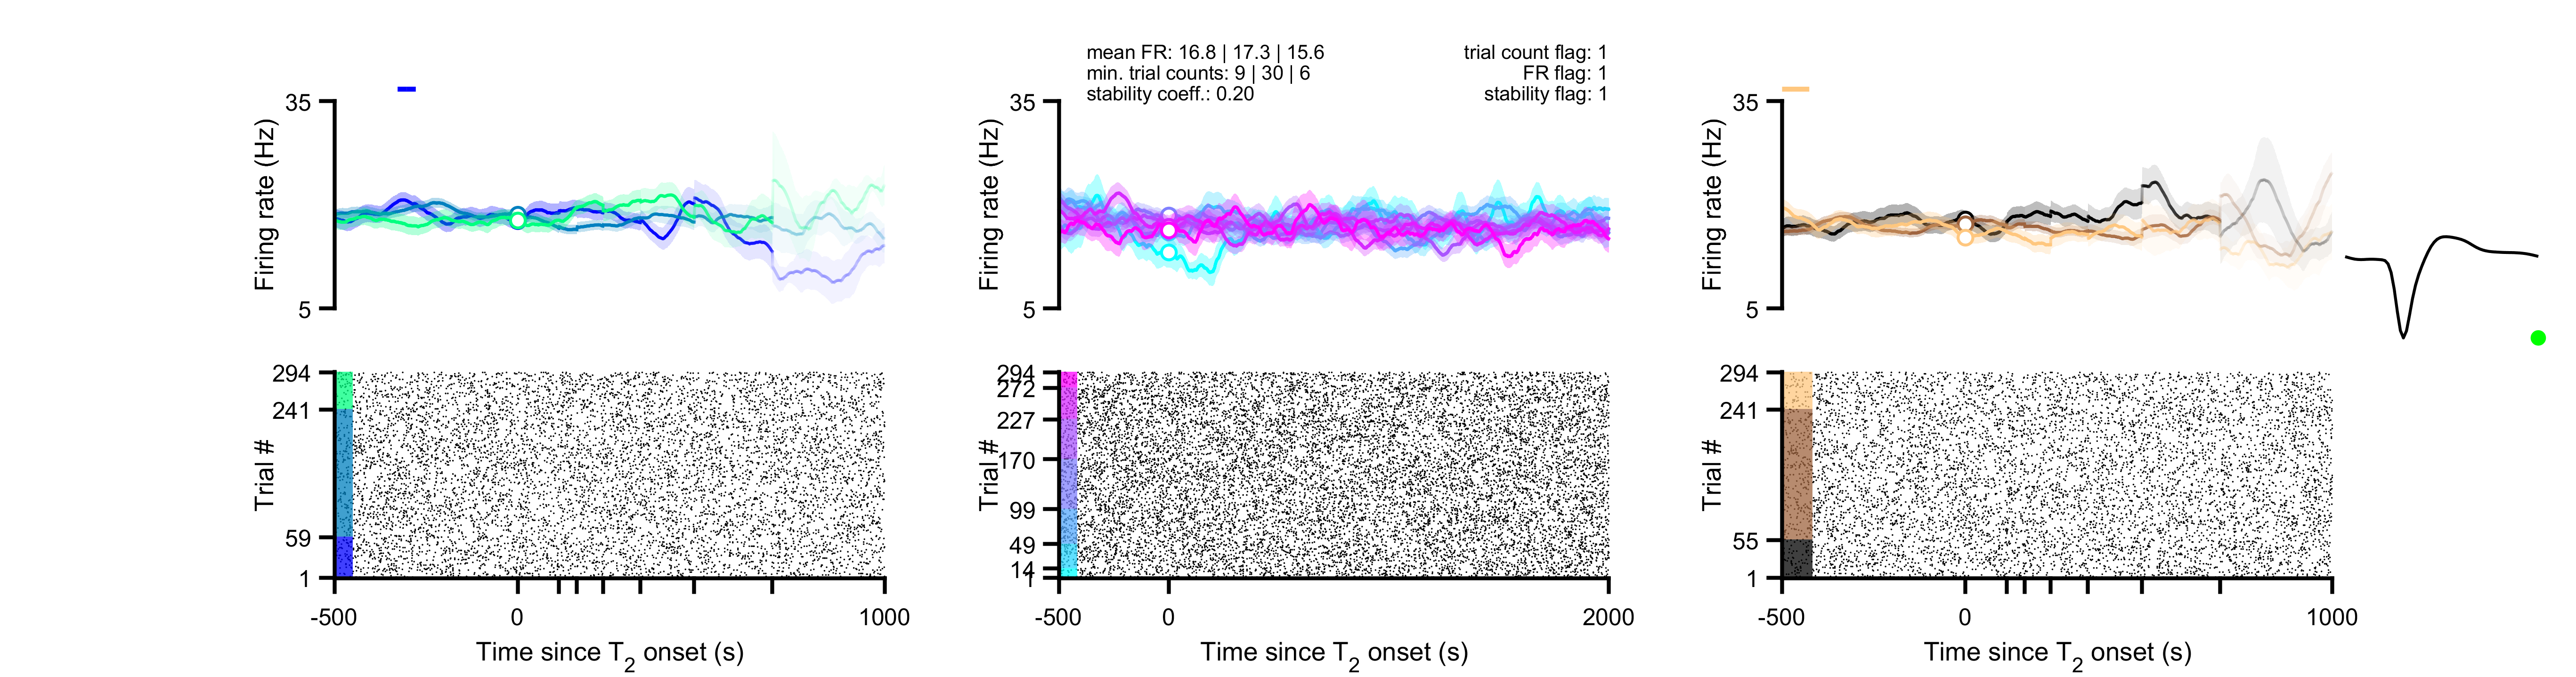 mean FR: 16.8 | 17.3 | 15.6
min. trial counts: 9 | 30 | 6
stability coeff.: 0.20
trial count flag: 1
FR flag: 1
stability flag: 1
35
5
Firing rate (Hz)
35
5
Firing rate (Hz)
35
5
Firing rate (Hz)
294
241
59
1
Trial #
-500
0
1000
Time since T2 onset (s)
294
272
227
170
99
49
14
1
Trial #
-500
0
2000
Time since T2 onset (s)
294
241
55
1
Trial #
-500
0
1000
Time since T2 onset (s)